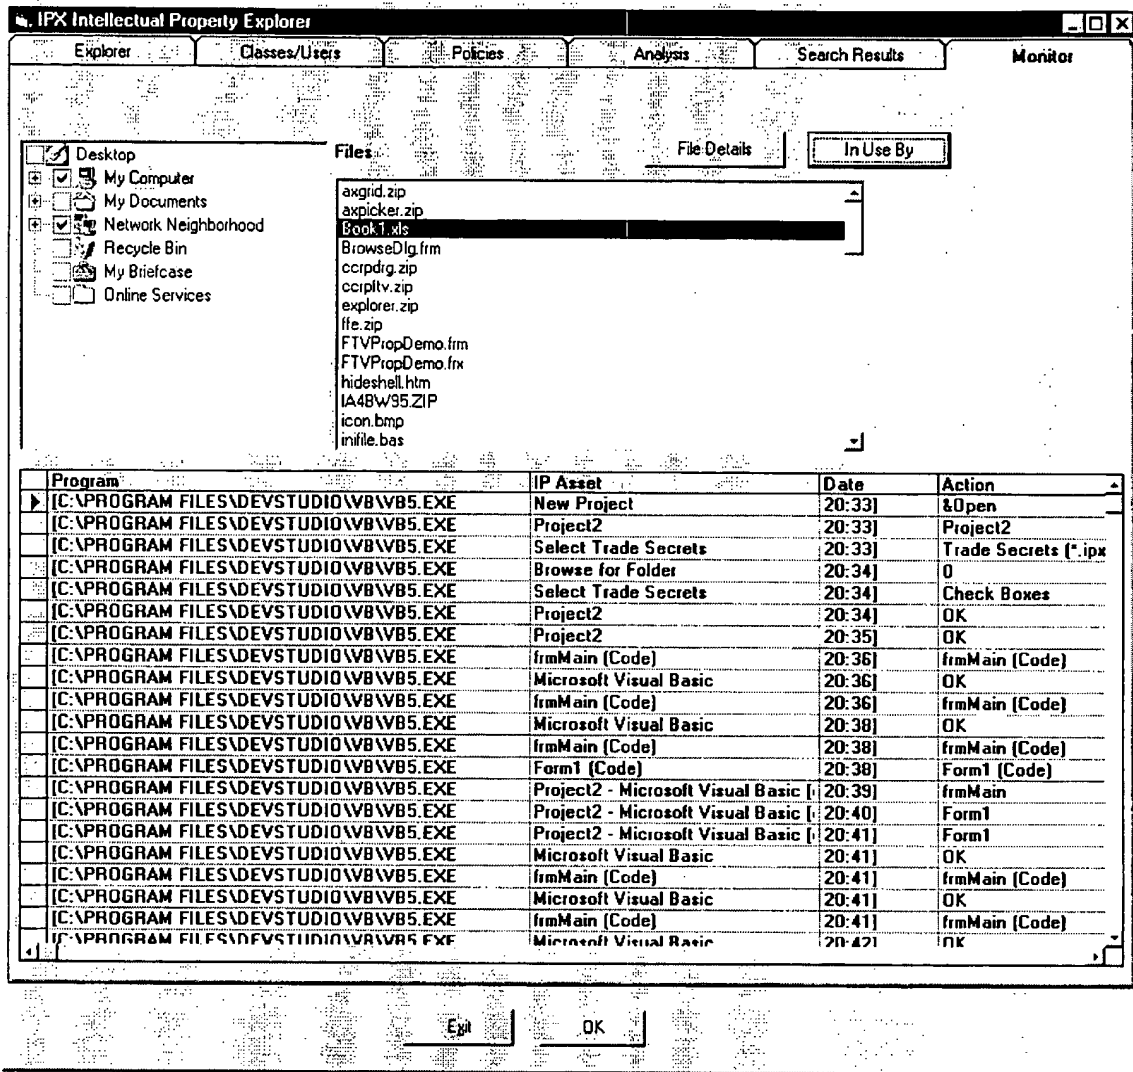 IPX Intellectual Property Explorer
Explorer Classes/Users Policies Analysis Search Results Monitor
Desktop
My Computer
My Documents
Network Neighborhood
Recycle Bin
My Briefcase
Online Services
Files
File Details In Use By
axgrid.zip
axpicker.zip
Book1.xls
BrowseDlg.frm
ccrpdrg.zip
ccrpftv.zip
explorer.zip
ffe.zip
FTVPropDemo.frm
FTVPropDemo.frx
hideshell.htm
IA4BW95.ZIP
icon.bmp
inifile.bas
Program IP Asset Date Action
[C:\PROGRAM FILES\DEVSTUDIO\VB\VB5.EXE New Project 20:33] &Open
[C:\PROGRAM FILES\DEVSTUDIO\VB\VB5.EXE Project2 20:33] Project2
[C:\PROGRAM FILES\DEVSTUDIO\VB\VB5.EXE Select Trade Secrets 20:33] Trade Secrets (*.ipx
[C:\PROGRAM FILES\DEVSTUDIO\VB\VB5.EXE Browse for Folder 20:34] 0
[C:\PROGRAM FILES\DEVSTUDIO\VB\VB5.EXE Select Trade Secrets 20:34] Check Boxes
[C:\PROGRAM FILES\DEVSTUDIO\VB\VB5.EXE Project2 20:34] OK
[C:\PROGRAM FILES\DEVSTUDIO\VB\VB5.EXE Project2 20:35] OK
[C:\PROGRAM FILES\DEVSTUDIO\VB\VB5.EXE frmMain (Code) 20:36] frmMain (Code)
[C:\PROGRAM FILES\DEVSTUDIO\VB\VB5.EXE Microsoft Visual Basic 20:36] OK
[C:\PROGRAM FILES\DEVSTUDIO\VB\VB5.EXE frmMain (Code) 20:36] frmMain (Code)
[C:\PROGRAM FILES\DEVSTUDIO\VB\VB5.EXE Microsoft Visual Basic 20:38] OK
[C:\PROGRAM FILES\DEVSTUDIO\VB\VB5.EXE frmMain (Code) 20:38] frmMain (Code)
[C:\PROGRAM FILES\DEVSTUDIO\VB\VB5.EXE Form1 (Code) 20:38] Form1 (Code)
[C:\PROGRAM FILES\DEVSTUDIO\VB\VB5.EXE Project2 - Microsoft Visual Basic [ 20:39] frmMain
[C:\PROGRAM FILES\DEVSTUDIO\VB\VB5.EXE Project2 - Microsoft Visual Basic [ 20:40] Form1
[C:\PROGRAM FILES\DEVSTUDIO\VB\VB5.EXE Project2 - Microsoft Visual Basic [ 20:41] Form1
[C:\PROGRAM FILES\DEVSTUDIO\VB\VB5.EXE Microsoft Visual Basic 20:41] OK
[C:\PROGRAM FILES\DEVSTUDIO\VB\VB5.EXE frmMain (Code) 20:41] frmMain (Code)
[C:\PROGRAM FILES\DEVSTUDIO\VB\VB5.EXE Microsoft Visual Basic 20:41] OK
[C:\PROGRAM FILES\DEVSTUDIO\VB\VB5.EXE frmMain (Code) 20:41] frmMain (Code)
[C:\PROGRAM FILES\DEVSTUDIO\VB\VB5.EXE Microsoft Visual Basic 20:42] OK
Exit OK